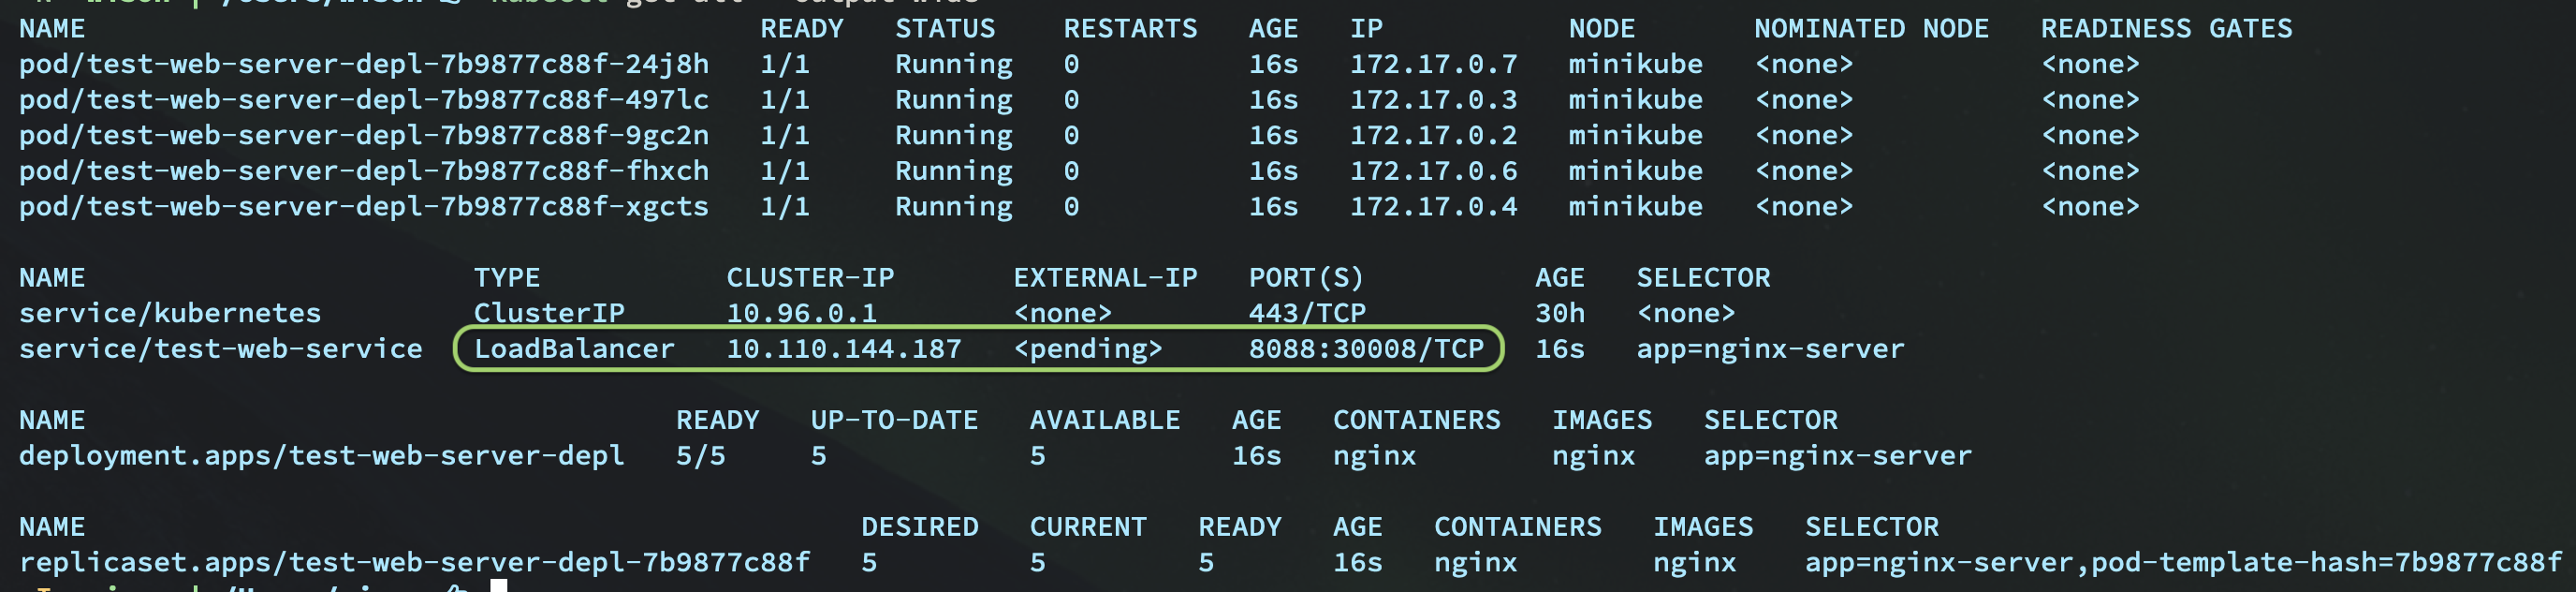 NAME READY STATUS RESTARTS AGE IP NODE NOMINATED NODE READINESS GATES
pod/test-web-server-depl-7b9877c88f-24j8h 1/1 Running 0 16s 172.17.0.7 minikube <none> <none>
pod/test-web-server-depl-7b9877c88f-497lc 1/1 Running 0 16s 172.17.0.3 minikube <none> <none>
pod/test-web-server-depl-7b9877c88f-9gc2n 1/1 Running 0 16s 172.17.0.2 minikube <none> <none>
pod/test-web-server-depl-7b9877c88f-fhxch 1/1 Running 0 16s 172.17.0.6 minikube <none> <none>
pod/test-web-server-depl-7b9877c88f-xgcts 1/1 Running 0 16s 172.17.0.4 minikube <none> <none>
NAME TYPE CLUSTER-IP EXTERNAL-IP PORT(S) AGE SELECTOR
service/kubernetes ClusterIP 10.96.0.1 <none> 443/TCP 30h <none>
service/test-web-service LoadBalancer 10.110.144.187 <pending> 8088:30008/TCP 16s app=nginx-server
NAME READY UP-TO-DATE AVAILABLE AGE CONTAINERS IMAGES SELECTOR
deployment.apps/test-web-server-depl 5/5 5 5 16s nginx nginx app=nginx-server
NAME DESIRED CURRENT READY AGE CONTAINERS IMAGES SELECTOR
replicaset.apps/test-web-server-depl-7b9877c88f 5 5 5 16s nginx nginx app=nginx-server,pod-template-hash=7b9877c88f